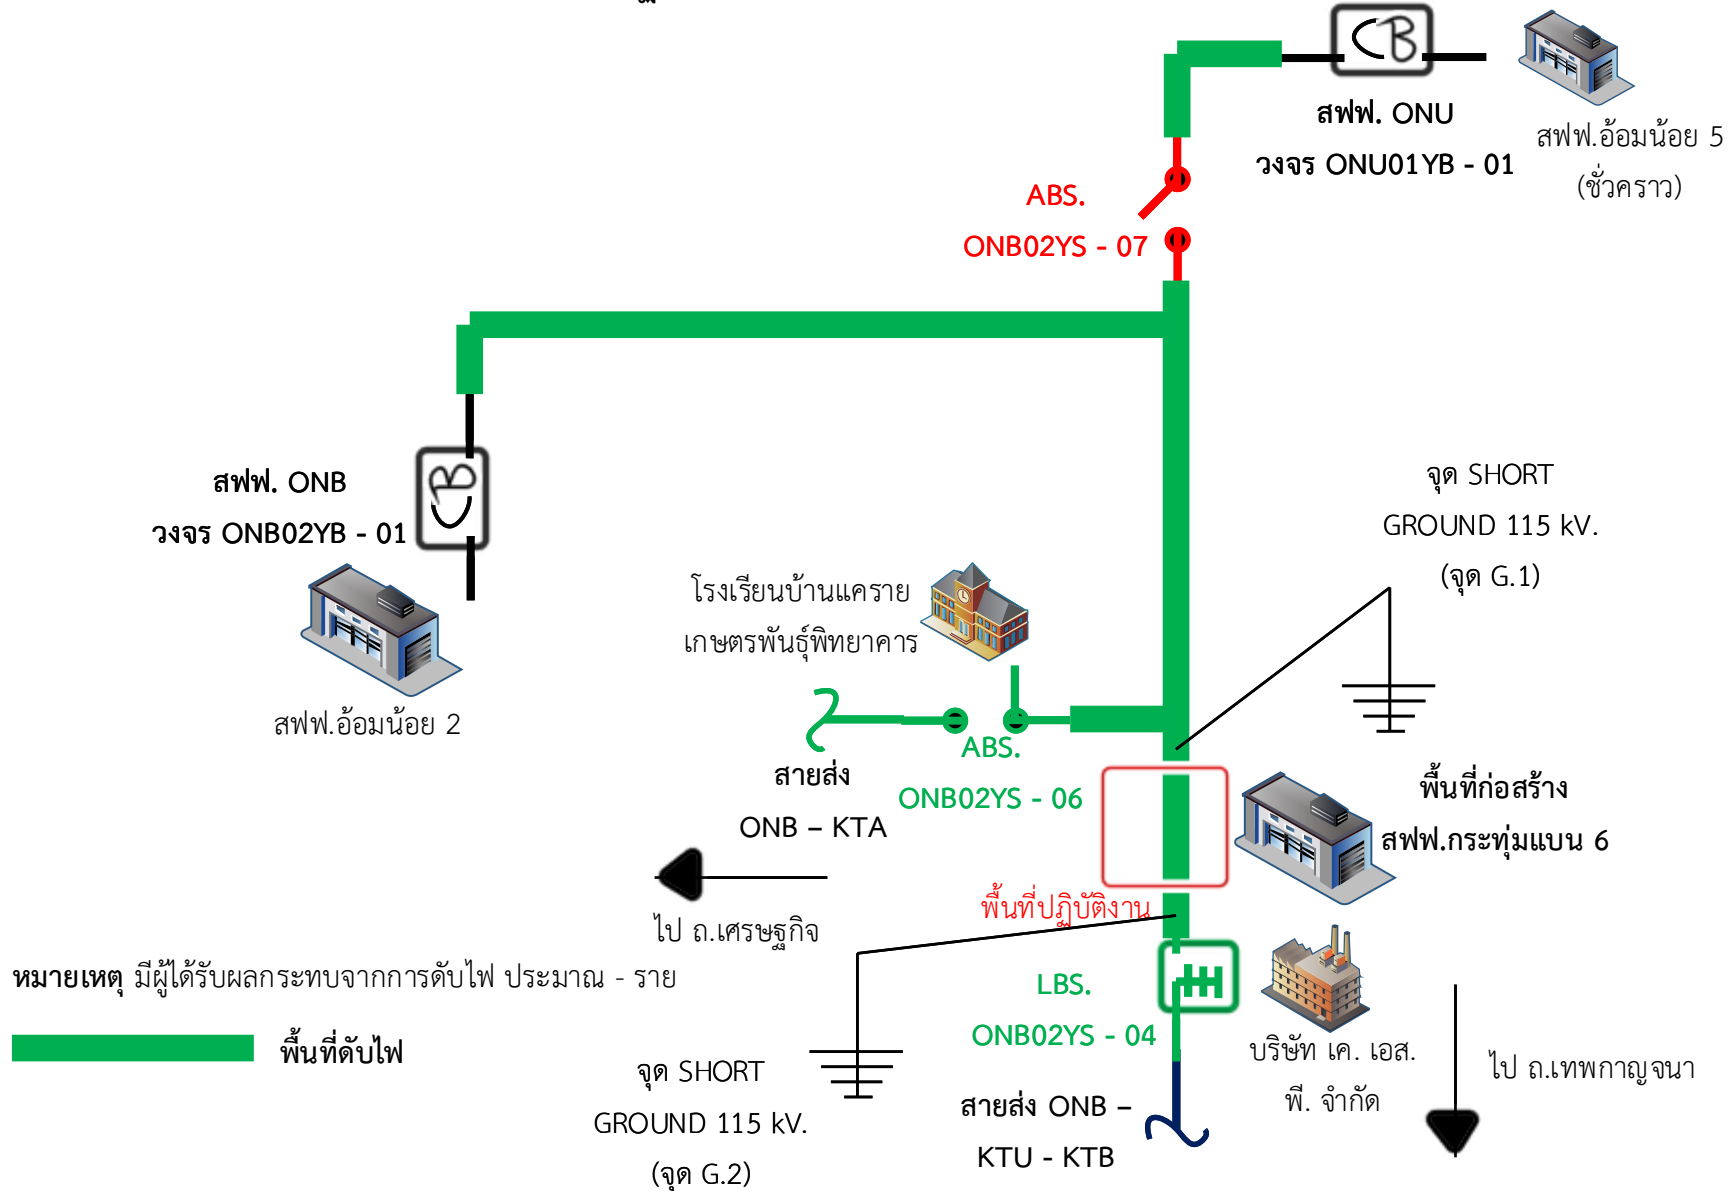 CB
สฟฟ. ONU
วงจร ONU01YB - 01
สฟฟ.อ้อมน้อย 5
(ชั่วคราว)
ABS.
ONB02YS - 07
สฟฟ. ONB
วงจร ONB02YB - 01
CB
สฟฟ.อ้อมน้อย 2
จุด SHORT
GROUND 115 kV.
(จุด G.1)
โรงเรียนบ้านแคราย
เกษตรพันธุ์พิทยาคาร
ABS.
ONB02YS - 06
สายส่ง
ONB – KTA
พื้นที่ก่อสร้าง
สฟฟ.กระทุ่มแบน 6
ไป ถ.เศรษฐกิจ
พื้นที่ปฏิบัติงาน
หมายเหตุ มีผู้ได้รับผลกระทบจากการดับไฟ ประมาณ - ราย
พื้นที่ดับไฟ
LBS.
ONB02YS - 04
บริษัท เค. เอส.
พี. จำกัด
ไป ถ.เทพกาญจนา
จุด SHORT
GROUND 115 kV.
(จุด G.2)
สายส่ง ONB –
KTU - KTB